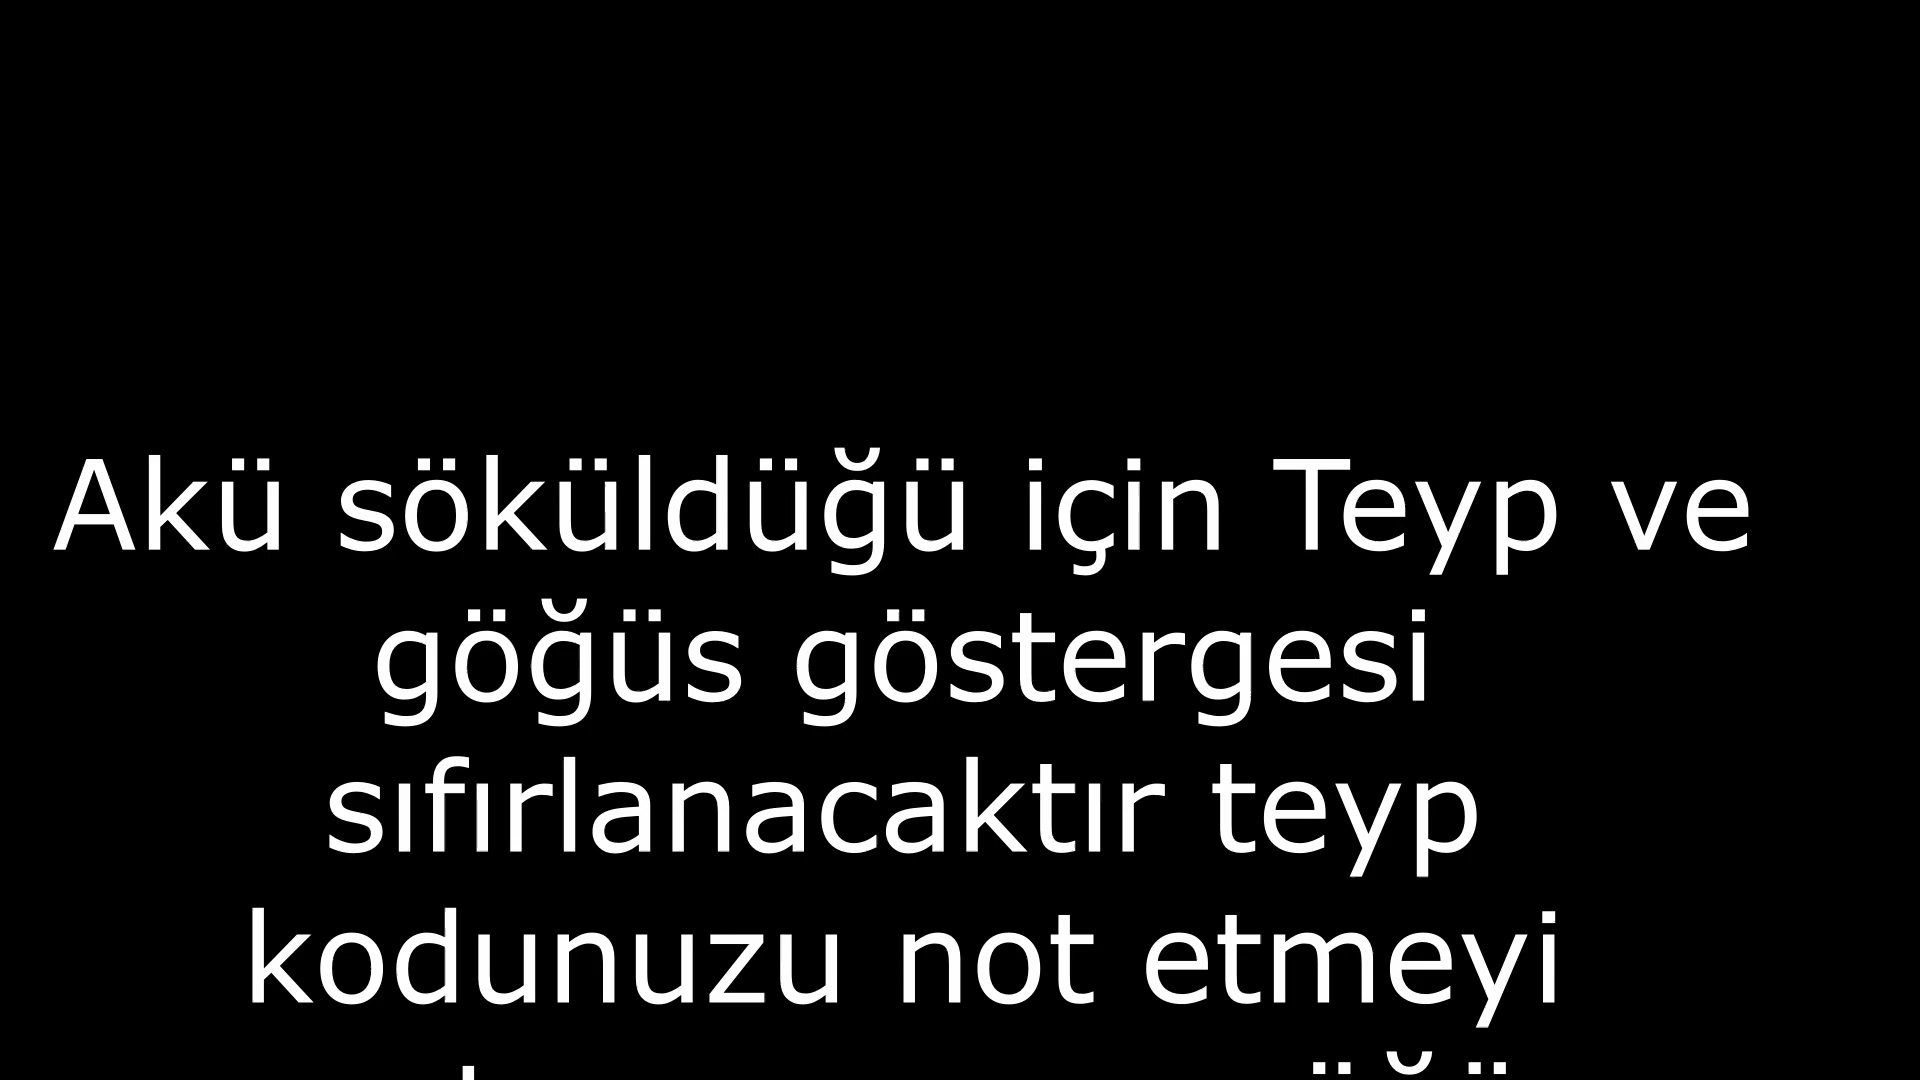 Akü söküldüğü için Teyp ve
göğüs göstergesi
sıfırlanacaktır teyp
kodunuzu not etmeyi